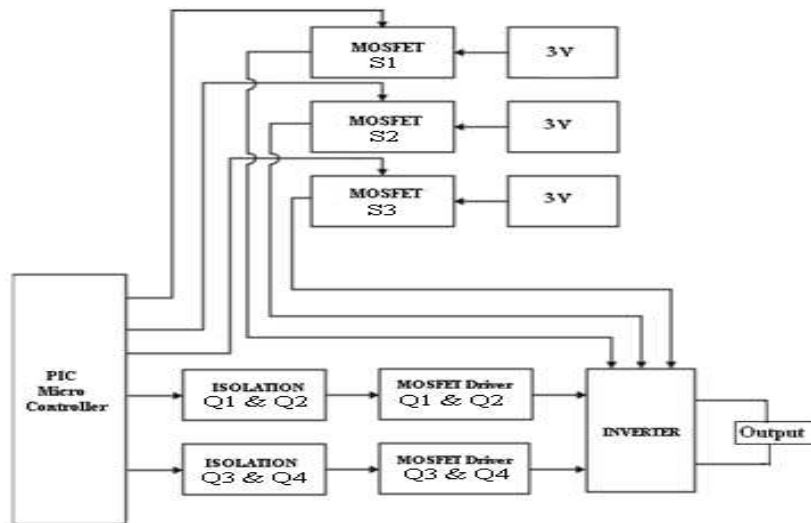 MOSFET
S1
3V
MOSFET
S2
3V
MOSFET
S3
3V
PIC
Micro
Controller
ISOLATION
Q1 & Q2
MOSFET Driver
Q1 & Q2
ISOLATION
Q3 & Q4
MOSFET Driver
Q3 & Q4
INVERTER
Output